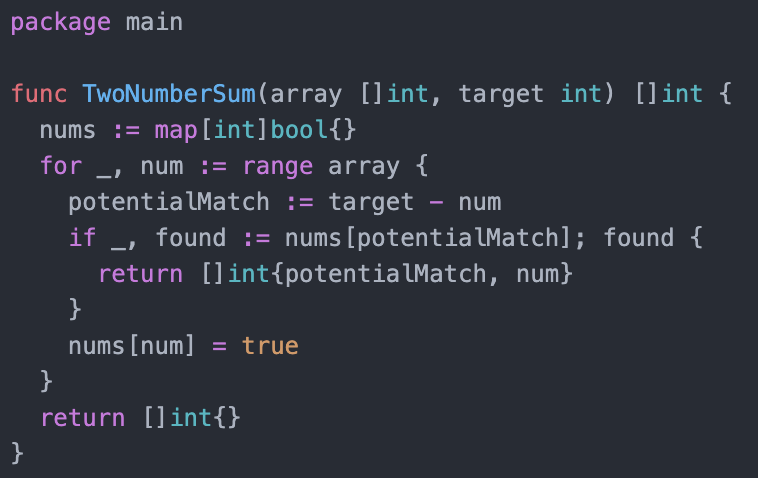 package main

func TwoNumberSum(array []int, target int) []int {
  nums := map[int]bool{}
  for _, num := range array {
    potentialMatch := target - num
    if _, found := nums[potentialMatch]; found {
      return []int{potentialMatch, num}
    }
    nums[num] = true
  }
  return []int{}
}